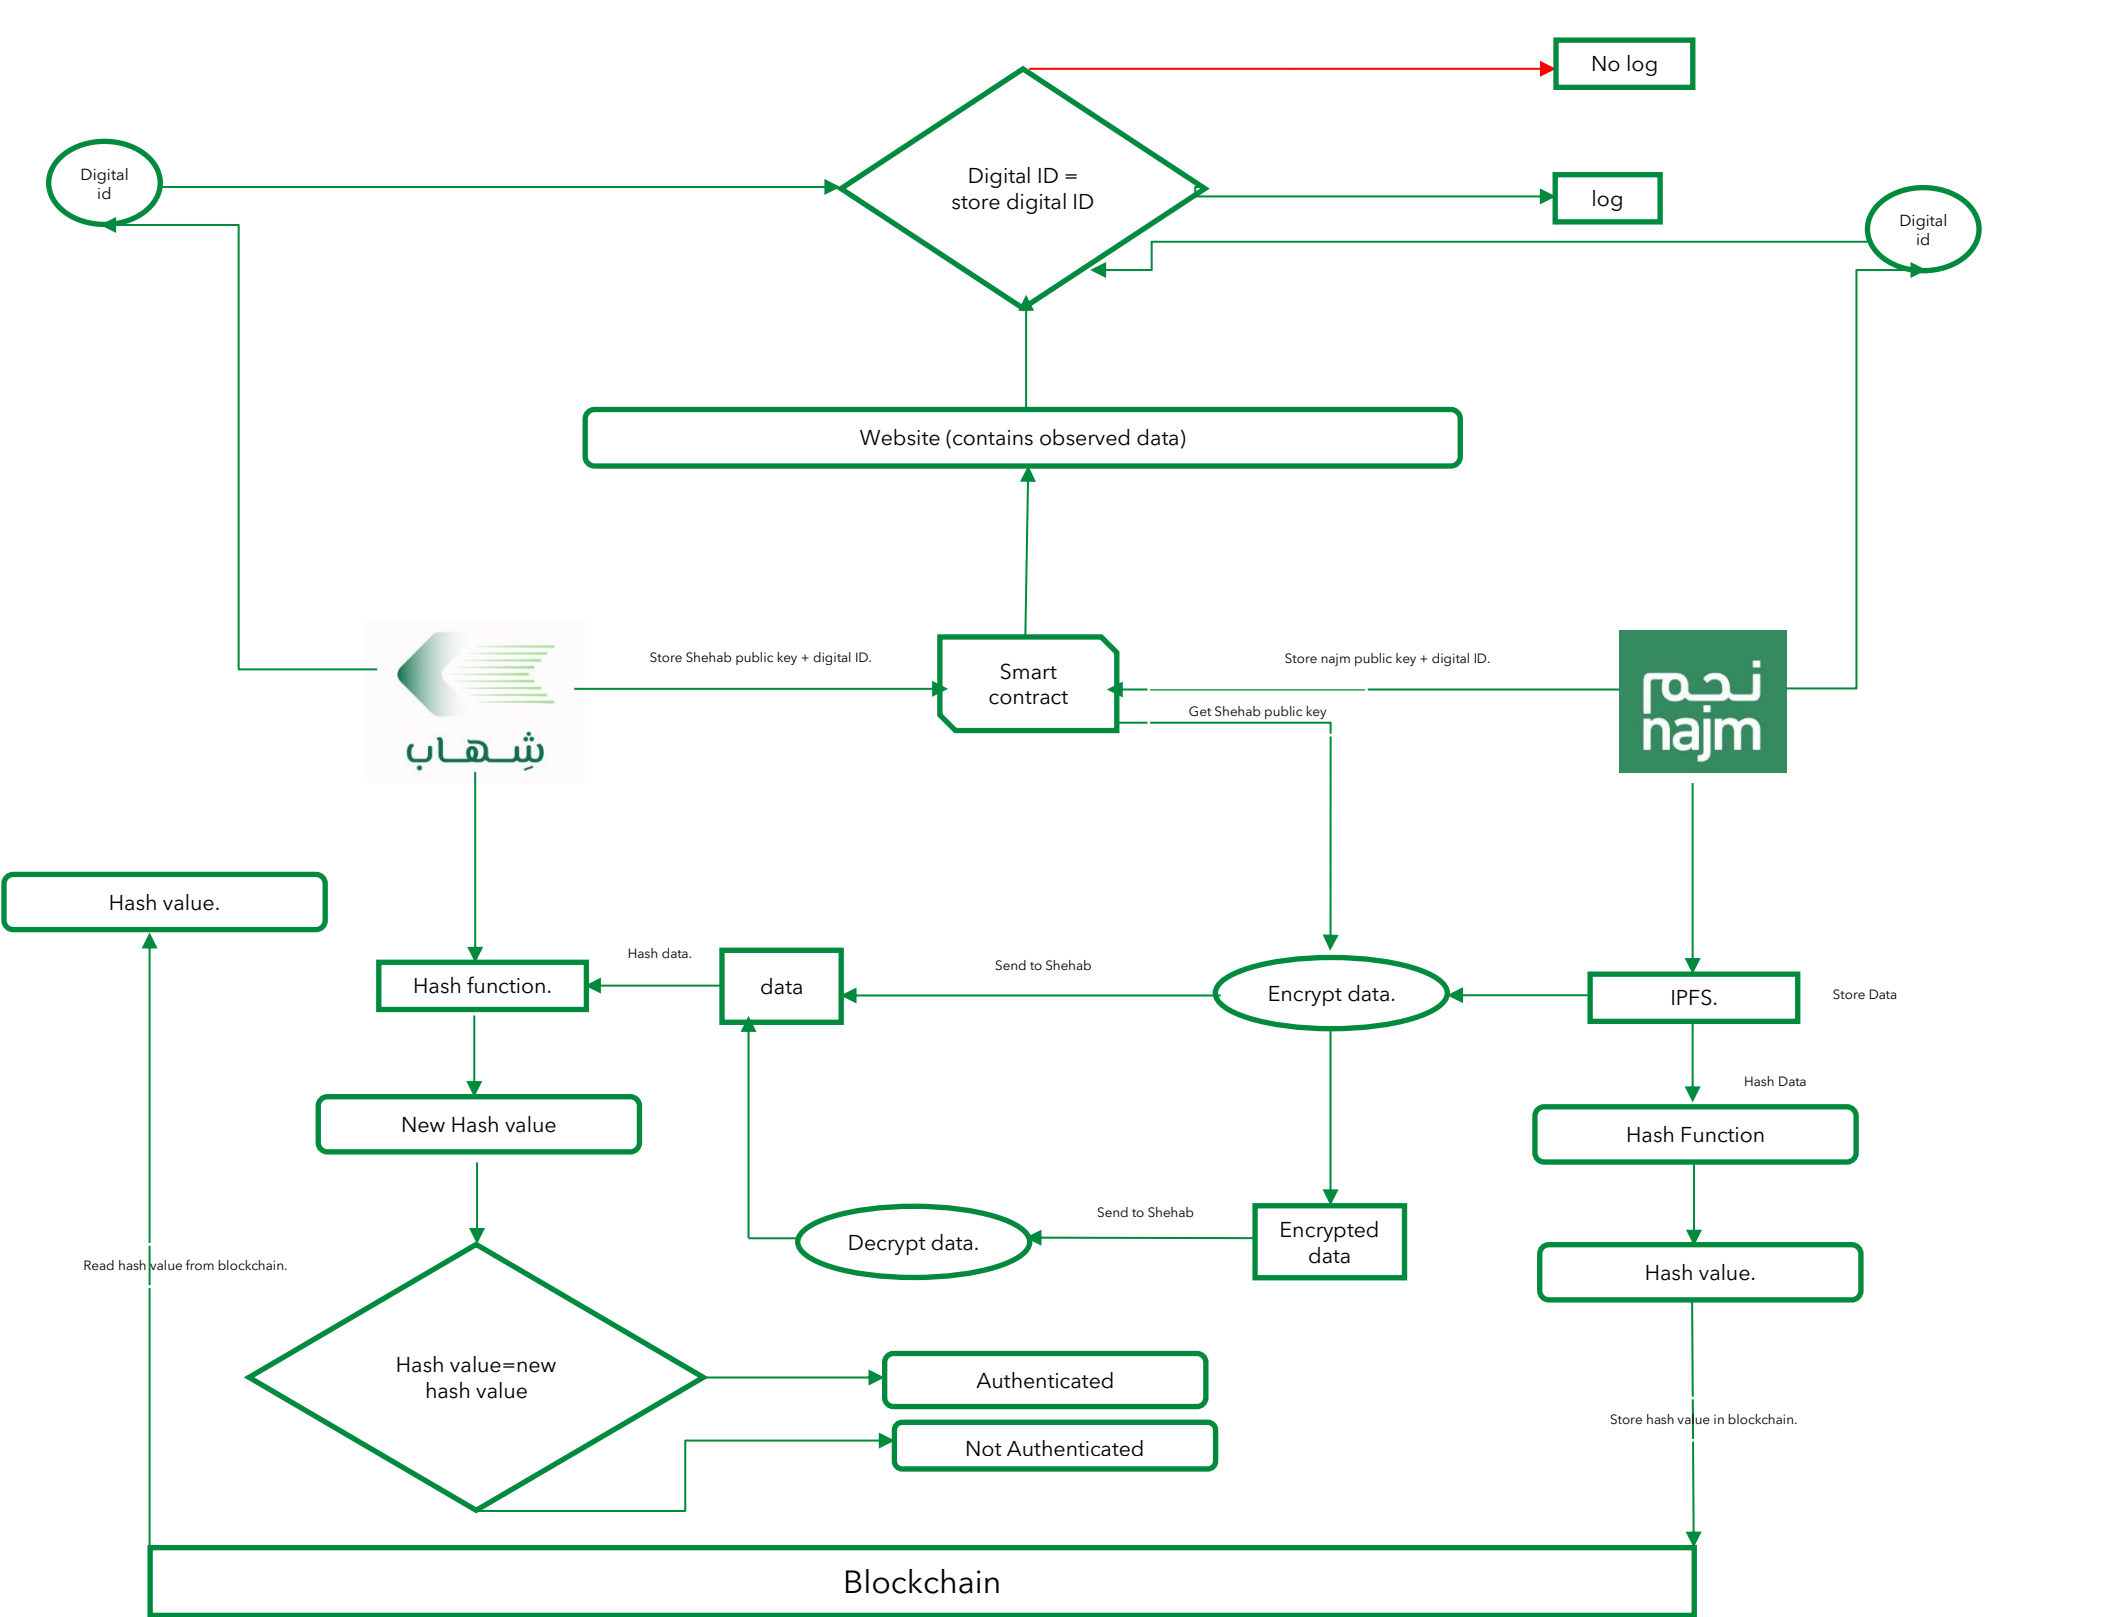 No log
Digital
id
Digital ID =
store digital ID
log
Digital
id
Website (contains observed data)
Store Shehab public key + digital ID.
Smart
contract
Store najm public key + digital ID.
Get Shehab public key
شِهاب
نجم
najm
Hash value.
Hash function.
Hash data.
data
Send to Shehab
Encrypt data.
IPFS.
Store Data
Hash Data
New Hash value
Hash Function
Decrypt data.
Send to Shehab
Encrypted
data
Hash value.
Read hash value from blockchain.
Hash value=new
hash value
Authenticated
Not Authenticated
Store hash value in blockchain.
Blockchain